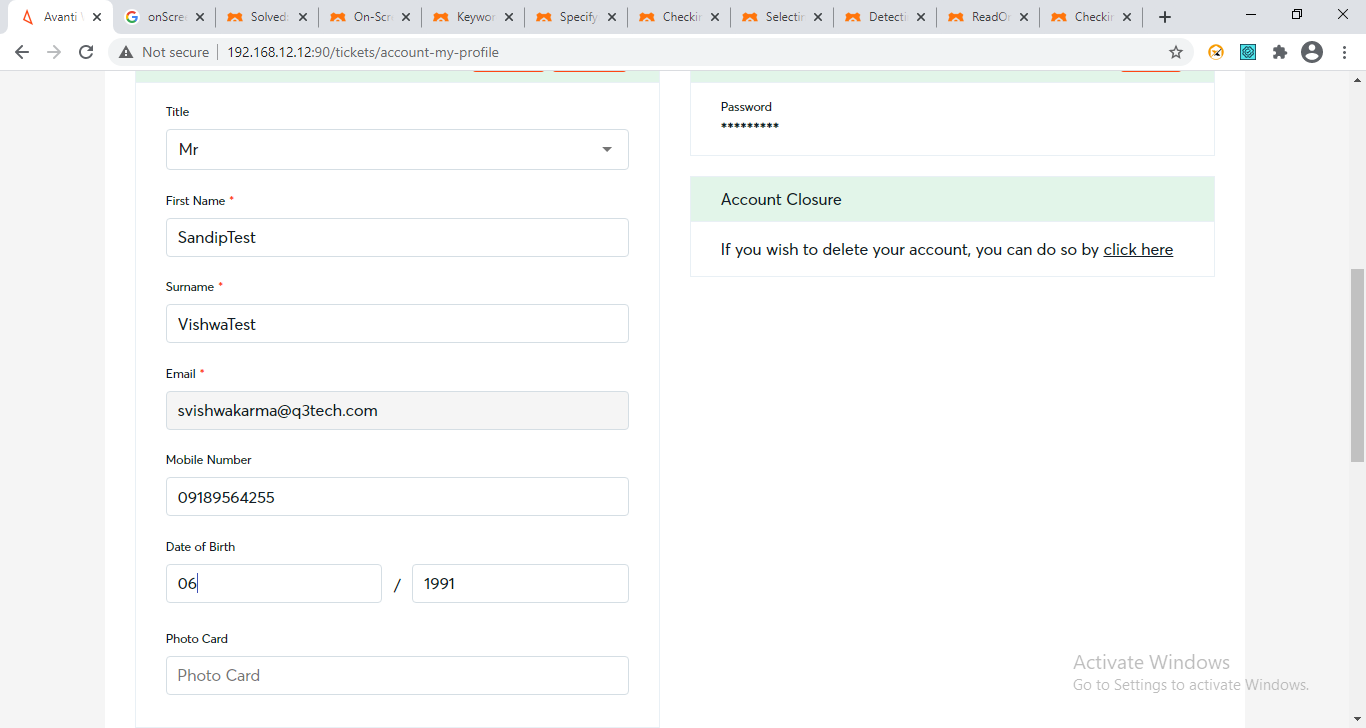 Avanti
onScree
Solved:
On-Scr
Keywor
Specify
Checkin
Selectin
Detecti
ReadO
Checkin
Not secure
192.168.12.12:90/tickets/account-my-profile
Title
Mr
First Name *
SandipTest
Surname *
VishwaTest
Email *
svishwakarma@q3tech.com
Mobile Number
09189564255
Date of Birth
06 / 1991
Photo Card
Photo Card
Password
*********
Account Closure
If you wish to delete your account, you can do so by click here
Activate Windows
Go to Settings to activate Windows.